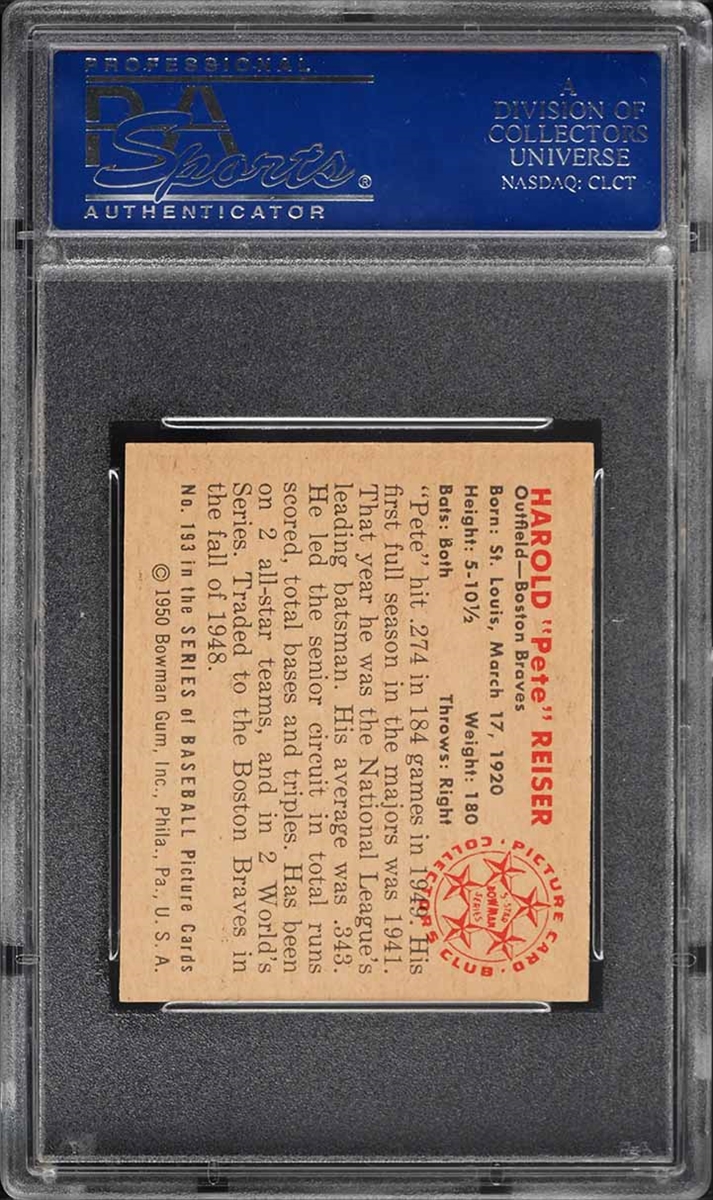 PROFESSIONAL
PSA
Sports®
AUTHENTICATOR
A
DIVISION OF
COLLECTORS
UNIVERSE
NASDAQ: CLCT
HAROLD "Pete" REISER
Outfield—Boston Braves
Born: St. Louis, March 17, 1920
Height: 5-10½ Weight: 180
Bats: Both Throws: Right
"Pete" hit .274 in 184 games in 1949. His
first full season in the majors was 1941.
That year he was the National League's
leading batsman. His average was .343.
He led the senior circuit in total runs
scored, total bases and triples. Has been
on 2 all-star teams, and in 2 World's
Series. Traded to the Boston Braves in
the fall of 1948.
No. 193 in the SERIES of BASEBALL Picture Cards
© 1950 Bowman Gum, Inc., Phila., Pa., U. S. A.
PICTURE CARD
COLLECTORS CLUB
5-STAR
BOWMAN
SERIES